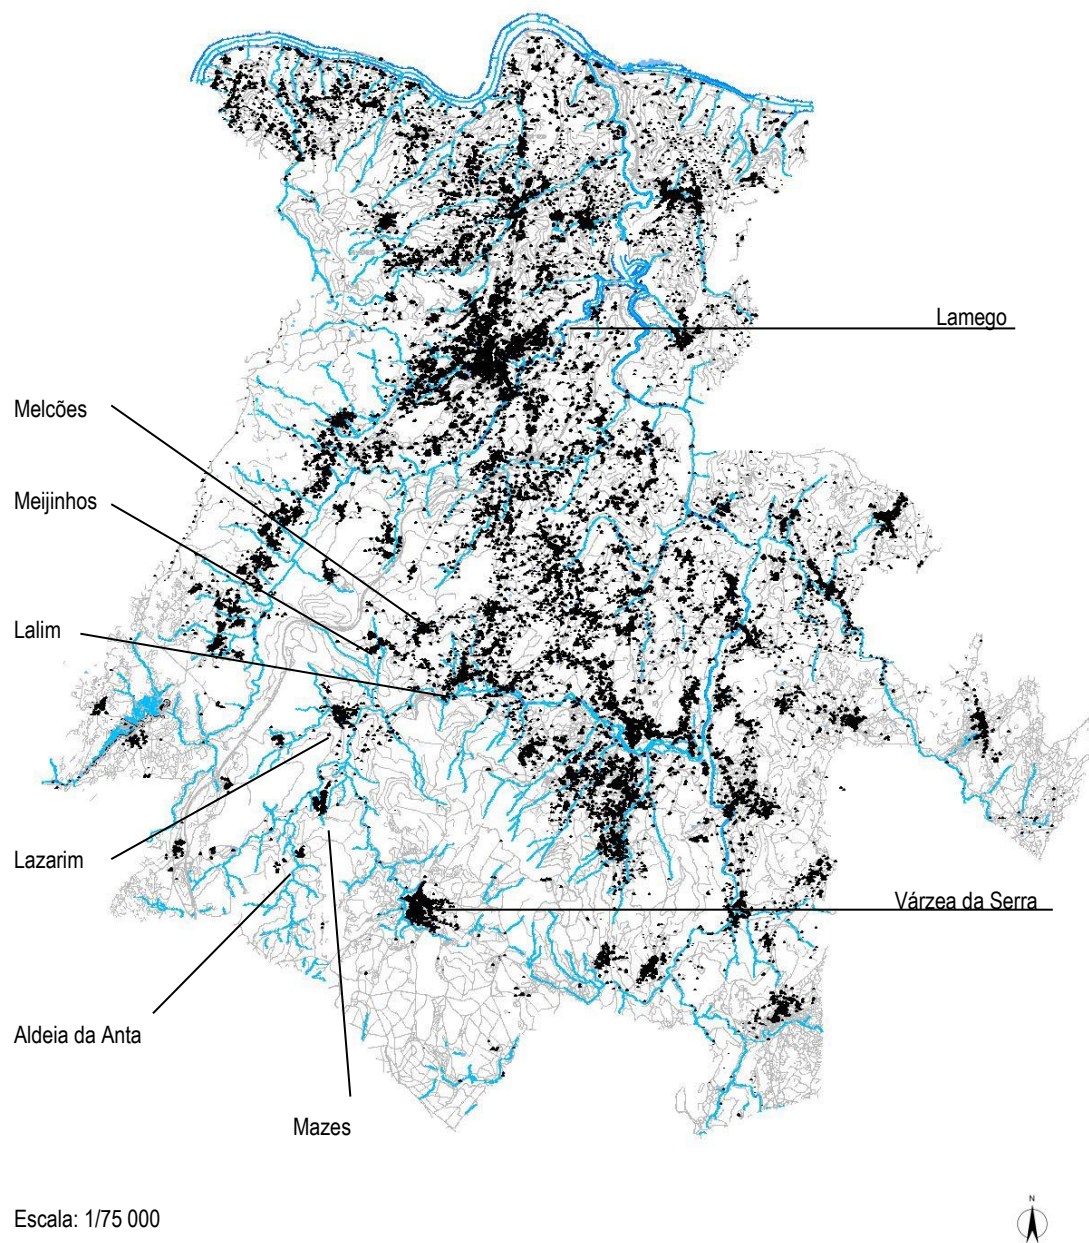 Lamego
Melcões
Meijinhos
Lalim
Lazarim
Várzea da Serra
Aldeia da Anta
Mazes
Escala: 1/75 000
N